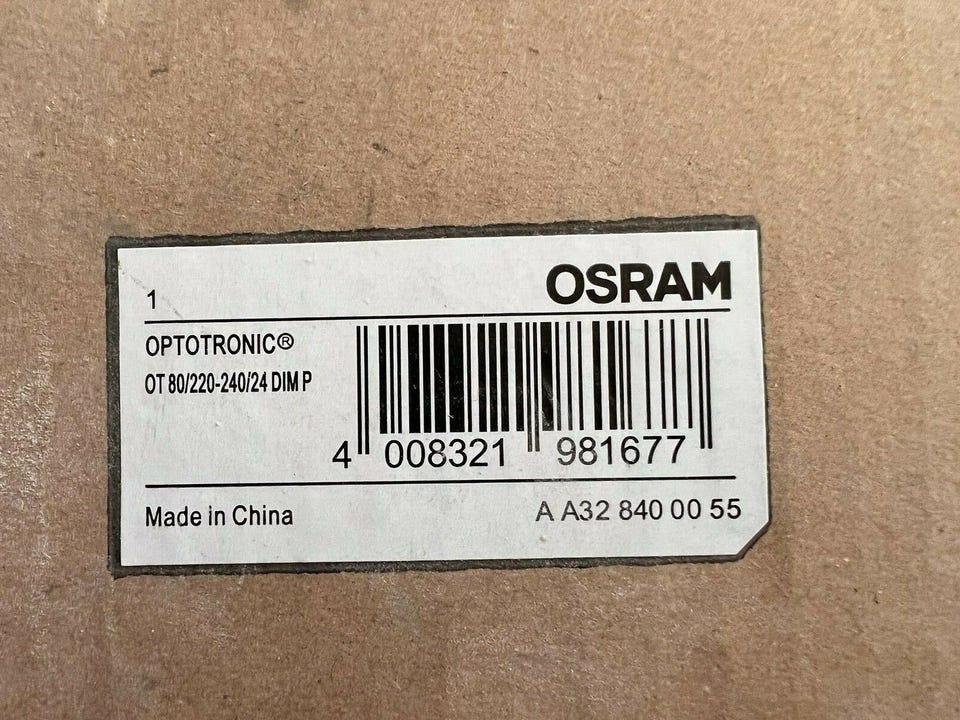 1
OSRAM
OPTOTRONIC®
OT 80/220-240/24 DIM P
4 008321 981677
Made in China
A A32 840 00 55